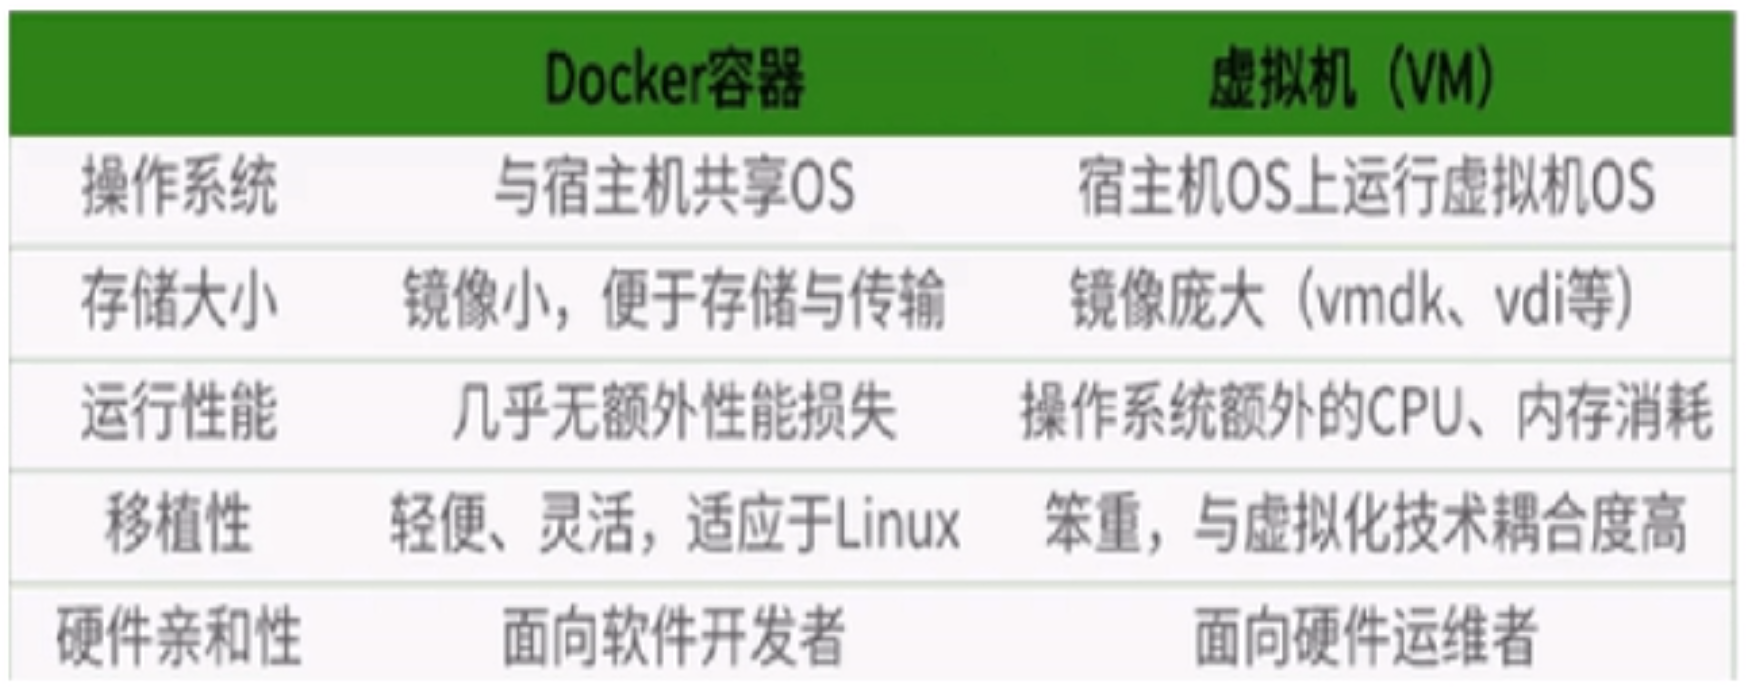 Docker容器 虚拟机（VM）
操作系统 与宿主机共享OS 宿主机OS上运行虚拟机OS
存储大小 镜像小，便于存储与传输 镜像庞大（vmdk、vdi等）
运行性能 几乎无额外性能损失 操作系统额外的CPU、内存消耗
移植性 轻便、灵活，适应于Linux 笨重，与虚拟化技术耦合度高
硬件亲和性 面向软件开发者 面向硬件运维者